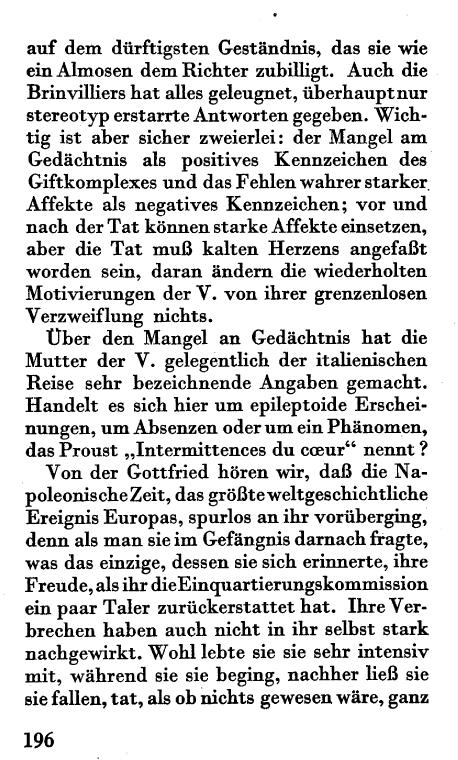 auf dem dürftigsten Geständnis, das sie wie
ein Almosen dem Richter zubilligt. Auch die
Brinvilliers hat alles geleugnet, überhaupt nur
stereotyp erstarrte Antworten gegeben. Wich-
tig ist aber sicher zweierlei: der Mangel am
Gedächtnis als positives Kennzeichen des
Giftkomplexes und das Fehlen wahrer starker
Affekte als negatives Kennzeichen; vor und
nach der Tat können starke Affekte einsetzen,
aber die Tat muß kalten Herzens angefaßt
worden sein, daran ändern die wiederholten
Motivierungen der V. von ihrer grenzenlosen
Verzweiflung nichts.
Über den Mangel an Gedächtnis hat die
Mutter der V. gelegentlich der italienischen
Reise sehr bezeichnende Angaben gemacht.
Handelt es sich hier um epileptoide Erschei-
nungen, um Absenzen oder um ein Phänomen,
das Proust „Intermittences du cœur“ nennt?
Von der Gottfried hören wir, daß die Na-
poleonische Zeit, das größte weltgeschichtliche
Ereignis Europas, spurlos an ihr vorüberging,
denn als man sie im Gefängnis darnach fragte,
was das einzige, dessen sie sich erinnerte, ihre
Freude, als ihr die Einquartierungskommission
ein paar Taler zurückerstattet hat. Ihre Ver-
brechen haben auch nicht in ihr selbst stark
nachgewirkt. Wohl lebte sie sie sehr intensiv
mit, während sie sie beging, nachher ließ sie
sie fallen, tat, als ob nichts gewesen wäre, ganz
196